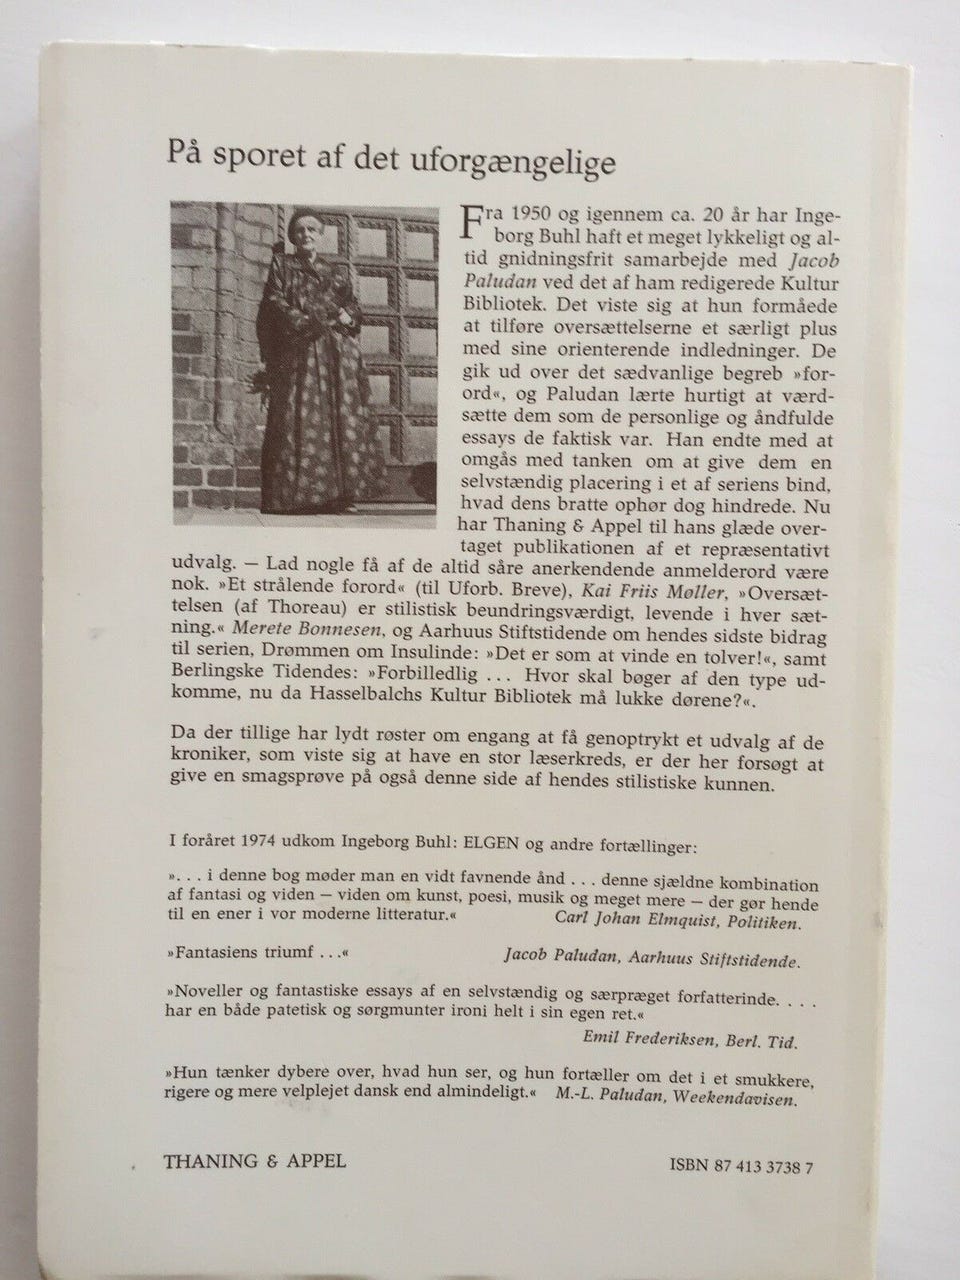 På sporet af det uforgængelige
Fra 1950 og igennem ca. 20 år har Inge-
borg Buhl haft et meget lykkeligt og al-
tid gnidningsfrit samarbejde med Jacob
Paludan ved det af ham redigerede Kultur
Bibliotek. Det viste sig at hun formåede
at tilføre oversættelserne et særligt plus
med sine orienterende indledninger. De
gik ud over det sædvanlige begreb »for-
ord«, og Paludan lærte hurtigt at værd-
sætte dem som de personlige og åndfulde
essays de faktisk var. Han endte med at
omgås med tanken om at give dem en
selvstændig placering i et af seriens bind,
hvad dens bratte ophør dog hindrede. Nu
har Thaning & Appel til hans glæde over-
taget publikationen af et repræsentativt
udvalg. — Lad nogle få af de altid såre anerkendende anmelderord være
nok. »Et strålende forord« (til Uforb. Breve), Kai Friis Møller, »Oversæt-
telsen (af Thoreau) er stilistisk beundringsværdigt, levende i hver sæt-
ning.« Merete Bonnesen, og Aarhuus Stiftstidende om hendes sidste bidrag
til serien, Drømmen om Insulinde: »Det er som at vinde en tolver!«, samt
Berlingske Tidendes: »Forbilledlig ... Hvor skal bøger af den type ud-
komme, nu da Hasselbalchs Kultur Bibliotek må lukke dørene?«.
Da der tillige har lydt røster om engang at få genoptrykt et udvalg af de
kroniker, som viste sig at have en stor læserkreds, er der her forsøgt at
give en smagsprøve på også denne side af hendes stilistiske kunnen.
I foråret 1974 udkom Ingeborg Buhl: ELGEN og andre fortællinger:
»... i denne bog møder man en vidt favnende ånd ... denne sjældne kombination
af fantasi og viden — viden om kunst, poesi, musik og meget mere — der gør hende
til en ener i vor moderne litteratur.« Carl Johan Elmquist, Politiken.
»Fantasiens triumf ...« Jacob Paludan, Aarhuus Stiftstidende.
»Noveller og fantastiske essays af en selvstændig og særpræget forfatterinde. ...
har en både patetisk og sørgmunter ironi helt i sin egen ret.«
Emil Frederiksen, Berl. Tid.
»Hun tænker dybere over, hvad hun ser, og hun fortæller om det i et smukkere,
rigere og mere velplejet dansk end almindeligt.« M.-L. Paludan, Weekendavisen.
THANING & APPEL ISBN 87 413 3738 7